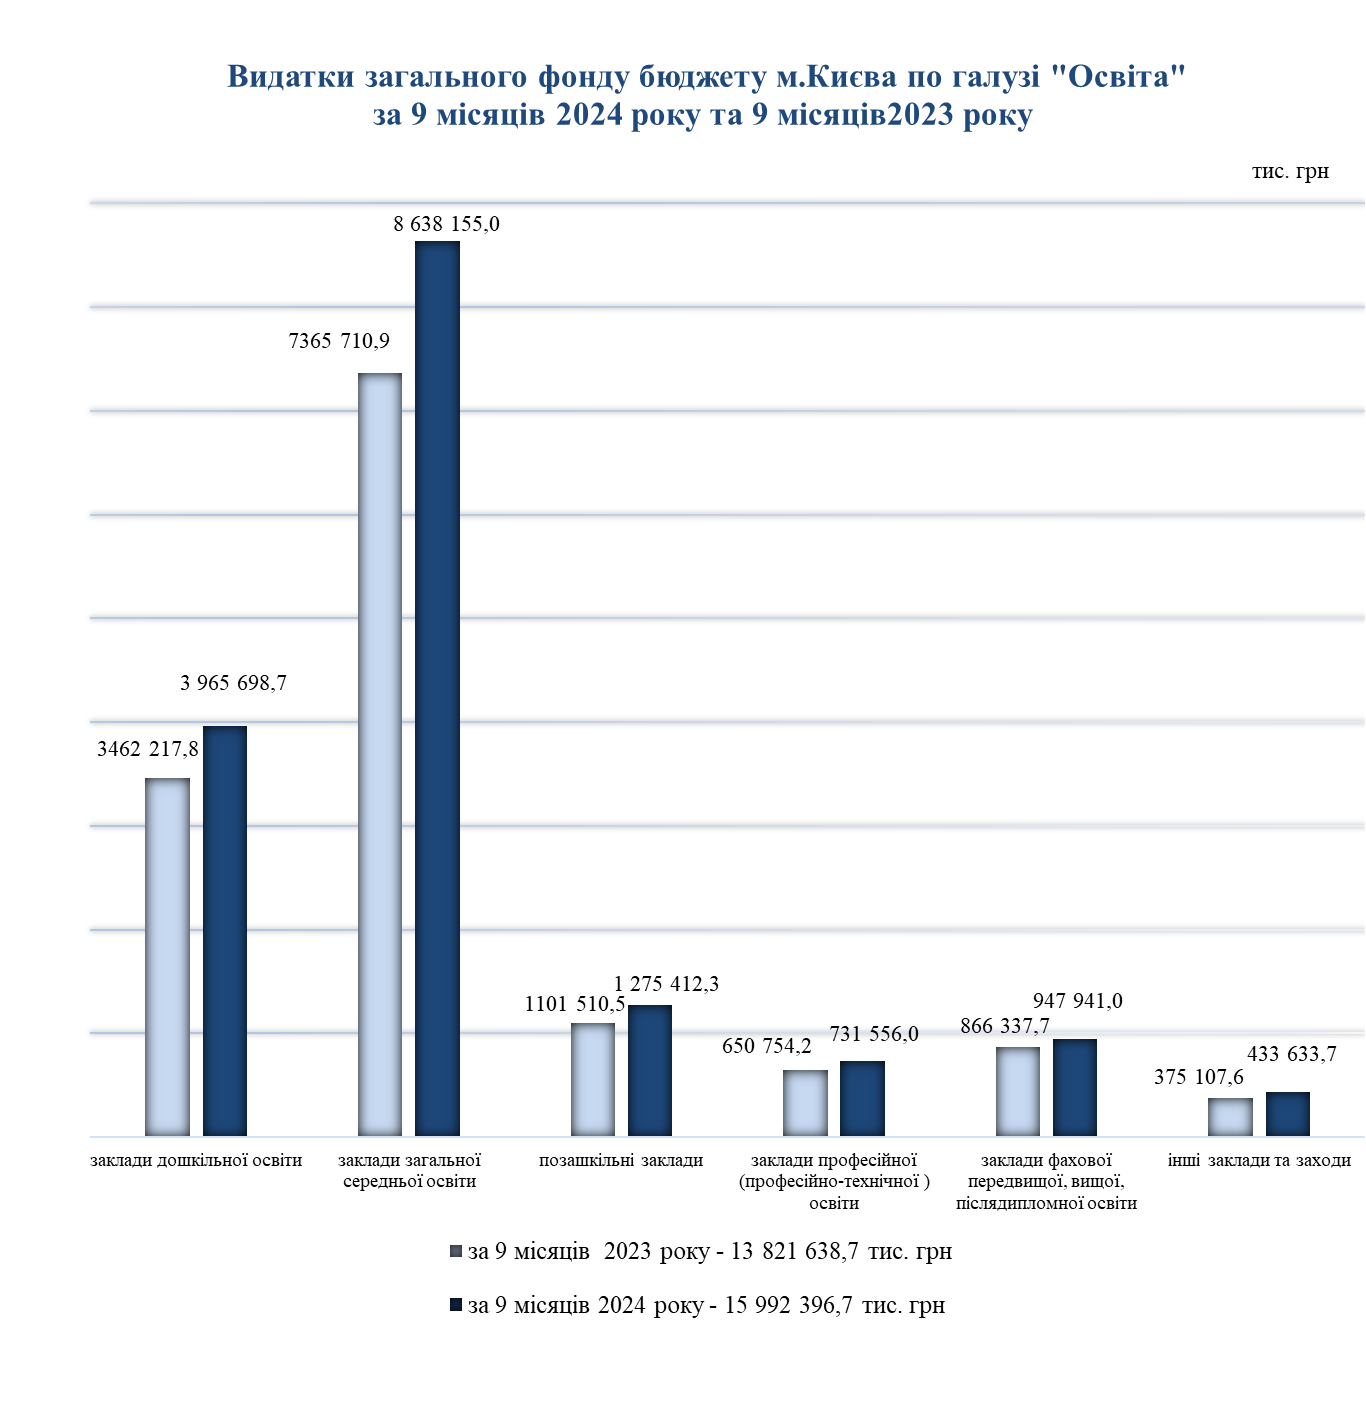 Видатки загального фонду бюджету м.Києва по галузі "Освіта"
за 9 місяців 2024 року та 9 місяців2023 року
тис. грн
8 638 155,0
7365 710,9
3 965 698,7
3462 217,8
1 275 412,3
1101 510,5
947 941,0
866 337,7
731 556,0
650 754,2
433 633,7
375 107,6
заклади дошкільної освіти
заклади загальної
середньої освіти
позашкільні заклади
заклади професійної
(професійно-технічної )
освіти
заклади фахової
передвищої, вищої,
післядипломної освіти
інші заклади та заходи
за 9 місяців  2023 року - 13 821 638,7 тис. грн
за 9 місяців 2024 року - 15 992 396,7 тис. грн